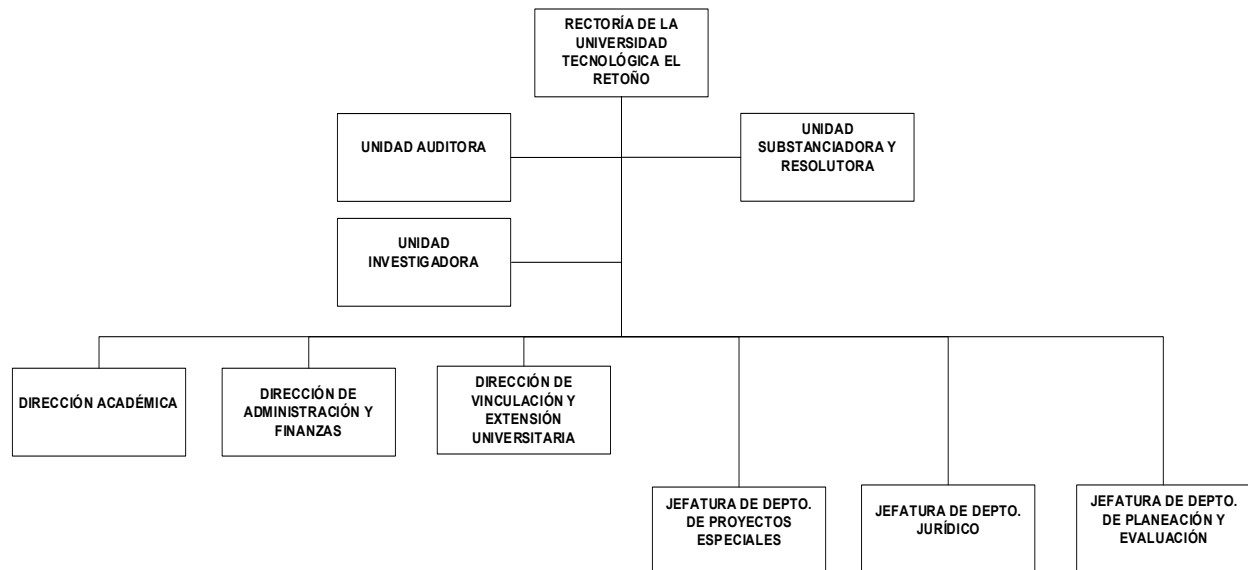 RECTORÍA DE LA
UNIVERSIDAD
TECNOLÓGICA EL
RETOÑO
UNIDAD AUDITORA
UNIDAD
SUBSTANCIADORA Y
RESOLUTORA
UNIDAD
INVESTIGADORA
DIRECCIÓN ACADÉMICA
DIRECCIÓN DE
ADMINISTRACIÓN Y
FINANZAS
DIRECCIÓN DE
VINCULACIÓN Y
EXTENSIÓN
UNIVERSITARIA
JEFATURA DE DEPTO.
DE PROYECTOS
ESPECIALES
JEFATURA DE DEPTO.
JURÍDICO
JEFATURA DE DEPTO.
DE PLANEACIÓN Y
EVALUACIÓN